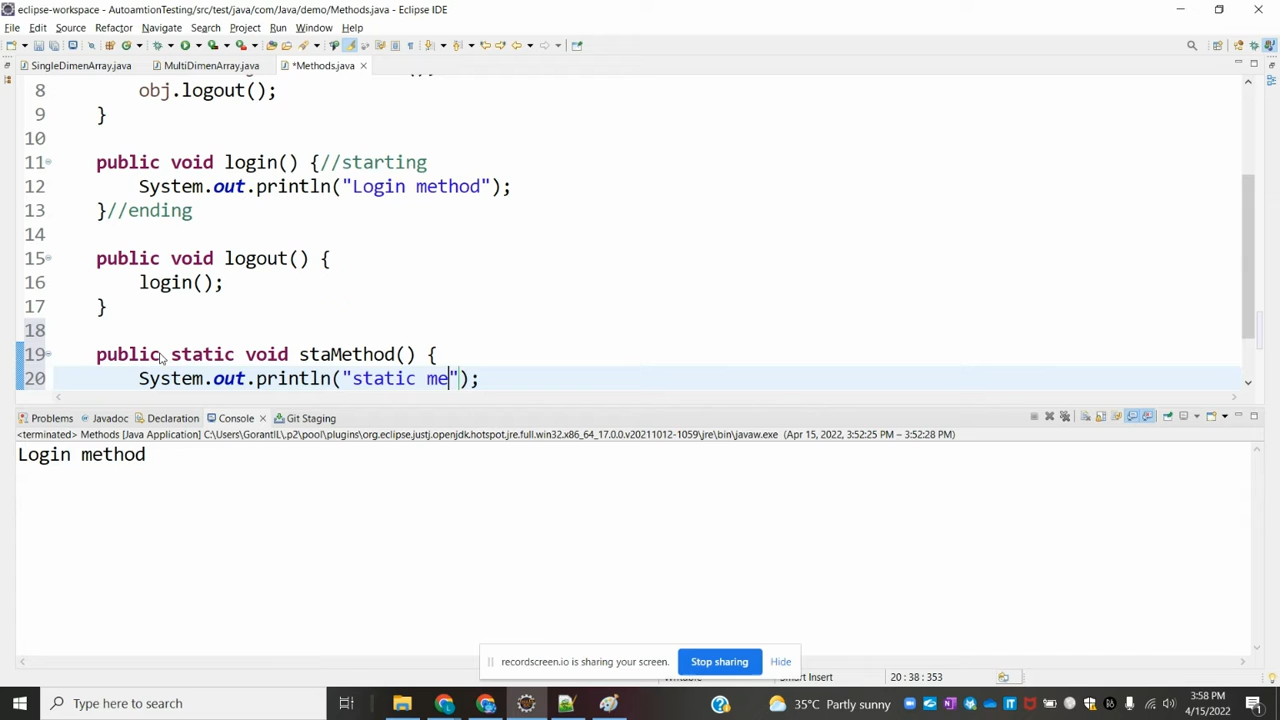 eclipse-workspace - AutoamtionTesting/src/test/java/com/Java/demo/Methods.java - Eclipse IDE
File Edit Source Refactor Navigate Search Project Run Window Help
SingleDimenArray.java MultiDimenArray.java *Methods.java
8 obj.logout();
9 }
10
11 public void login() {//starting
12 System.out.println("Login method");
13 }//ending
14
15 public void logout() {
16 login();
17 }
18
19 public static void staMethod() {
20 System.out.println("static me");
Problems Javadoc Declaration Console Git Staging
<terminated> Methods [Java Application] C:\Users\GorantlL\.p2\pool\plugins\org.eclipse.justj.openjdk.hotspot.jre.full.win32.x86_64_17.0.0.v20211012-1059\jre\bin\javaw.exe (Apr 15, 2022, 3:52:25 PM – 3:52:28 PM)
Login method
recordscreen.io is sharing your screen. Stop sharing Hide
Smart Insert 20 : 38 : 353
Type here to search 35°C Partly sunny 3:58 PM
4/15/2022